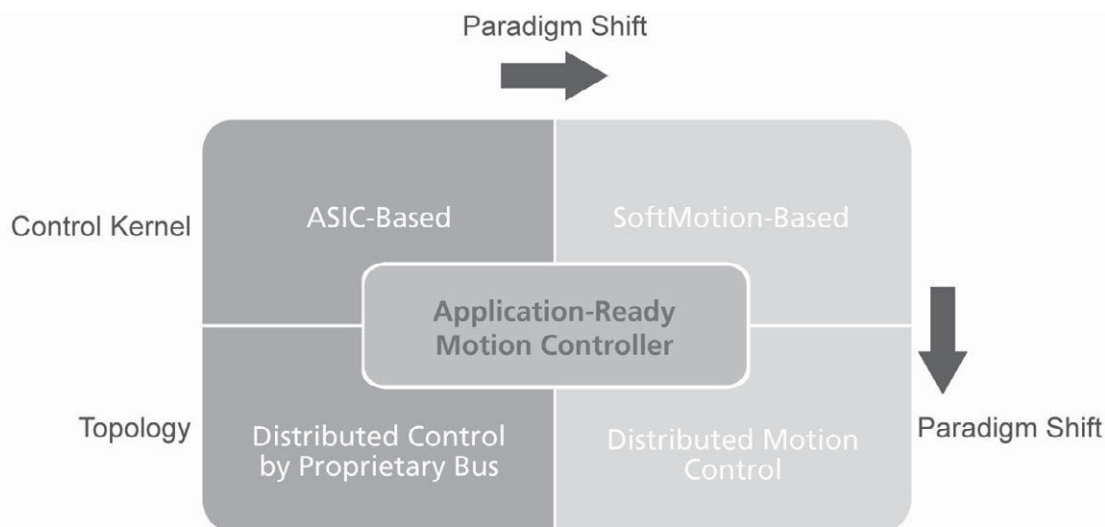 Paradigm Shift
Control Kernel
ASIC-Based
SoftMotion-Based
Application-Ready
Motion Controller
Topology
Distributed Control
by Proprietary Bus
Distributed Motion
Control
Paradigm Shift